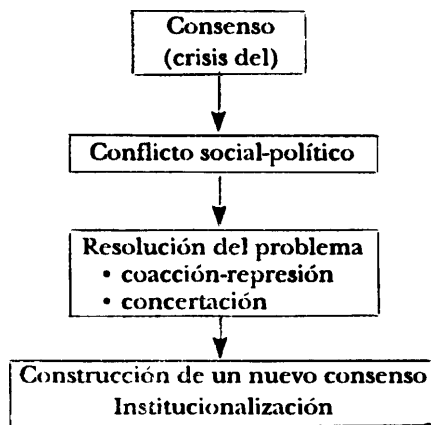 Consenso
(crisis del)
Conflicto social-político
Resolución del problema
• coacción-represión
• concertación
Construcción de un nuevo consenso
Institucionalización